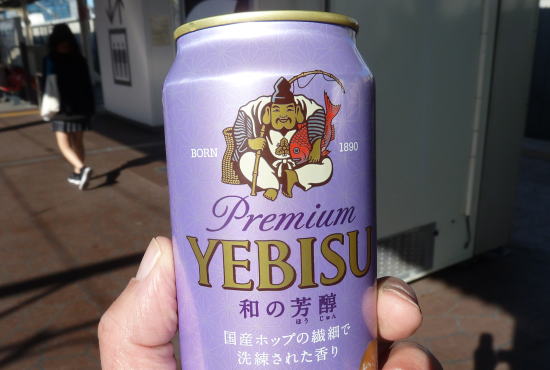 BORN 1890
Premium
YEBISU
和の芳醇
ほう じゅん
国産ホップの繊細で
洗練された香り